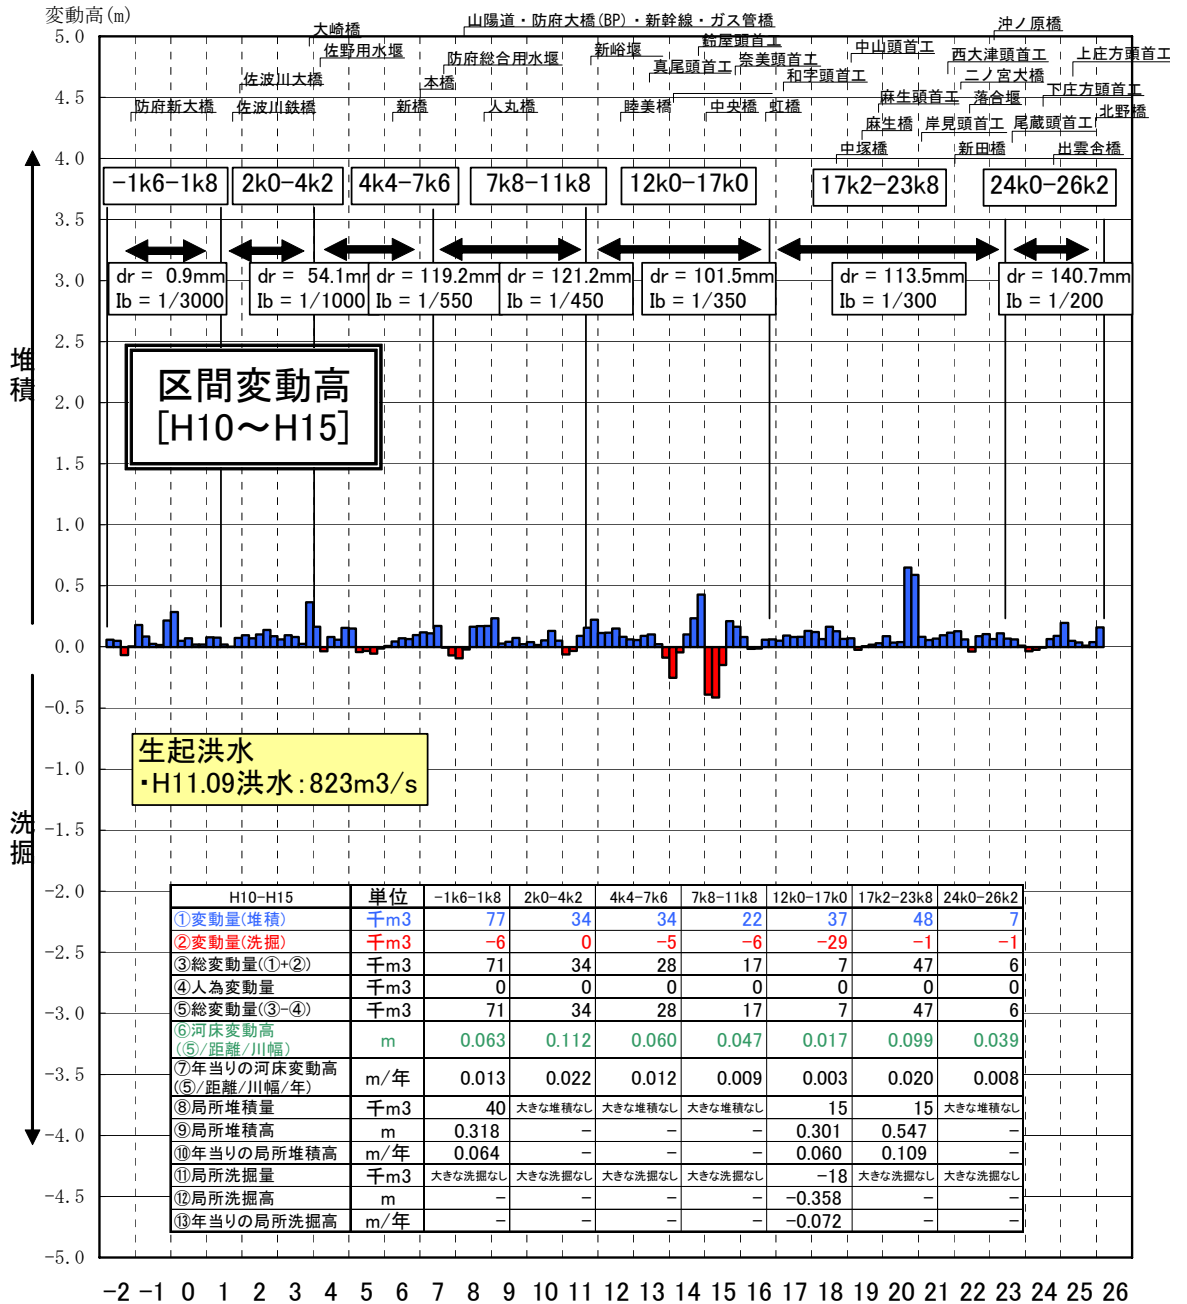 変動高(m)
5.0
4.5
4.0
3.5
3.0
2.5
2.0
1.5
1.0
0.5
0.0
-0.5
-1.0
-1.5
-2.0
-2.5
-3.0
-3.5
-4.0
-4.5
-5.0
堆積
洗掘
山陽道・防府大橋(BP)・新幹線・ガス管橋
沖ノ原橋
大崎橋
鈴屋頭首工
中山頭首工
佐野用水堰
防府総合用水堰
新峪堰
真尾頭首工
奈美頭首工
西大津頭首工
上庄方頭首工
佐波川大橋
本橋
和字頭首工
二ノ宮大橋
下庄方頭首工
防府新大橋
佐波川鉄橋
新橋
人丸橋
睦美橋
中央橋
虹橋
麻生頭首工
落合堰
北野橋
麻生橋
岸見頭首工
尾蔵頭首工
中塚橋
新田橋
出雲合橋
-1k6-1k8
2k0-4k2
4k4-7k6
7k8-11k8
12k0-17k0
17k2-23k8
24k0-26k2
dr = 0.9mm
Ib = 1/3000
dr = 54.1mm
Ib = 1/1000
dr = 119.2mm
Ib = 1/550
dr = 121.2mm
Ib = 1/450
dr = 101.5mm
Ib = 1/350
dr = 113.5mm
Ib = 1/300
dr = 140.7mm
Ib = 1/200
区間変動高
[H10～H15]
生起洪水
・H11.09洪水：823m3/s
H10-H15 単位 -1k6-1k8 2k0-4k2 4k4-7k6 7k8-11k8 12k0-17k0 17k2-23k8 24k0-26k2
①変動量(堆積) 千m3 77 34 34 22 37 48 7
②変動量(洗掘) 千m3 -6 0 -5 -6 -29 -1 -1
③総変動量(①+②) 千m3 71 34 28 17 7 47 6
④人為変動量 千m3 0 0 0 0 0 0 0
⑤総変動量(③-④) 千m3 71 34 28 17 7 47 6
⑥河床変動高
(⑤/距離/川幅) m 0.063 0.112 0.060 0.047 0.017 0.099 0.039
⑦年当りの河床変動高
(⑤/距離/川幅/年) m/年 0.013 0.022 0.012 0.009 0.003 0.020 0.008
⑧局所堆積量 千m3 40 大きな堆積なし 大きな堆積なし 大きな堆積なし 15 15 大きな堆積なし
⑨局所堆積高 m 0.318 - - - 0.301 0.547 -
⑩年当りの局所堆積高 m/年 0.064 - - - 0.060 0.109 -
⑪局所洗掘量 千m3 大きな洗掘なし 大きな洗掘なし 大きな洗掘なし 大きな洗掘なし -18 大きな洗掘なし 大きな洗掘なし
⑫局所洗掘高 m - - - - -0.358 - -
⑬年当りの局所洗掘高 m/年 - - - - -0.072 - -
-2 -1 0 1 2 3 4 5 6 7 8 9 10 11 12 13 14 15 16 17 18 19 20 21 22 23 24 25 26